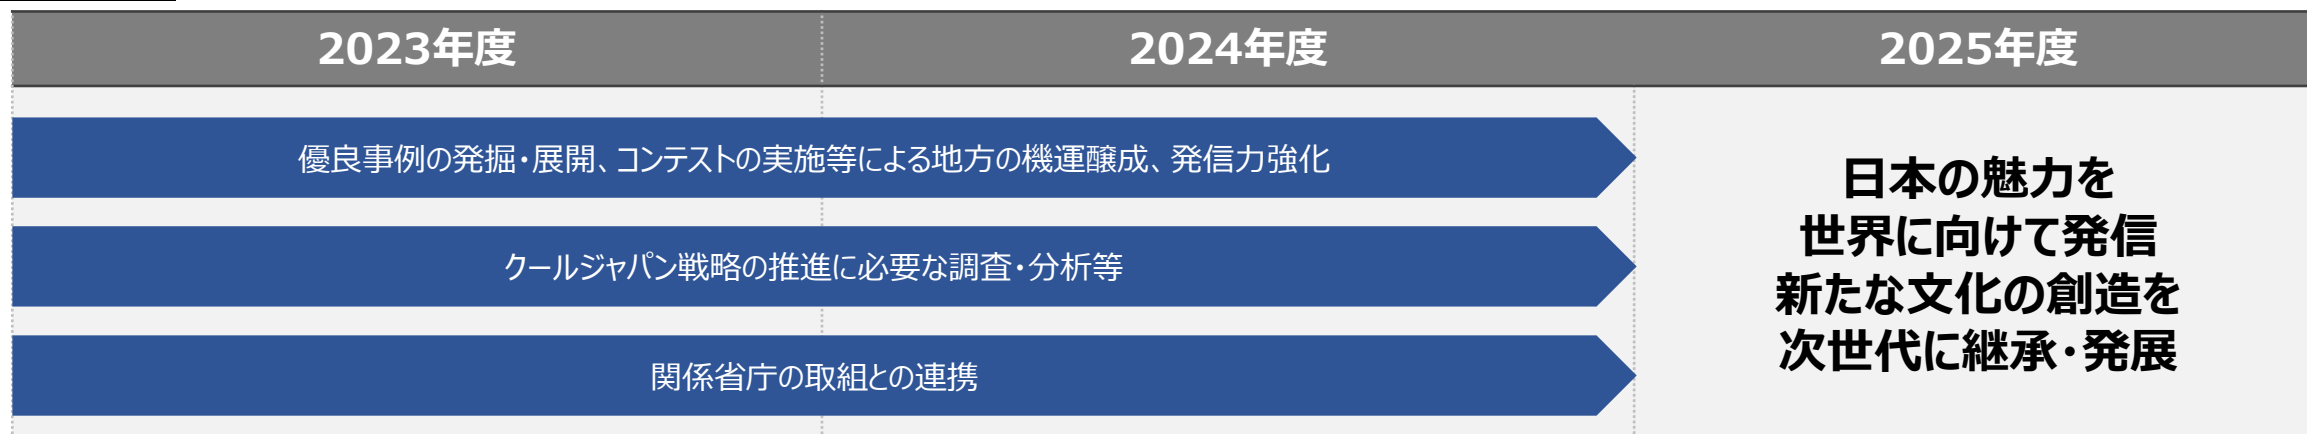 2023年度
2024年度
2025年度
優良事例の発掘・展開、コンテストの実施等による地方の機運醸成、発信力強化
クールジャパン戦略の推進に必要な調査・分析等
関係省庁の取組との連携
日本の魅力を
世界に向けて発信
新たな文化の創造を
次世代に継承・発展